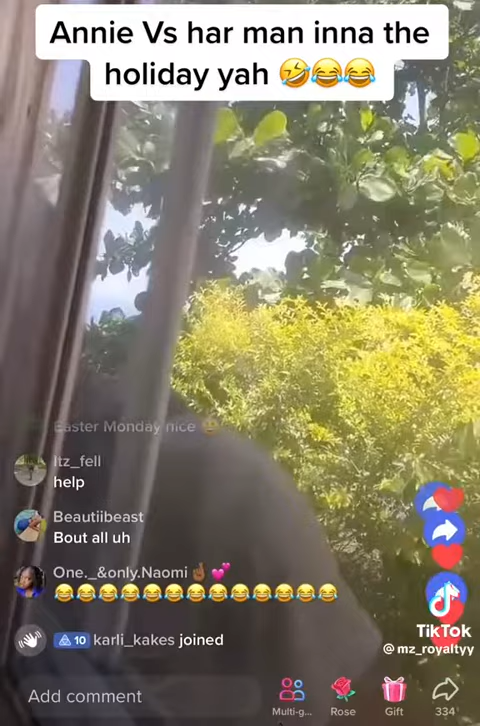 Annie Vs har man inna the
holiday yah 🤣😂😂
Easter Monday nice 😀
Itz_fell
help
Beautiibeast
Bout all uh
One._&only.Naomi🤞🏾💕
😂😂😂😂😂😂😂😂😂😂😂😂😂
10 karli_kakes joined
TikTok
@mz_royaltyy
Add comment
Multi-g... Rose Gift 334